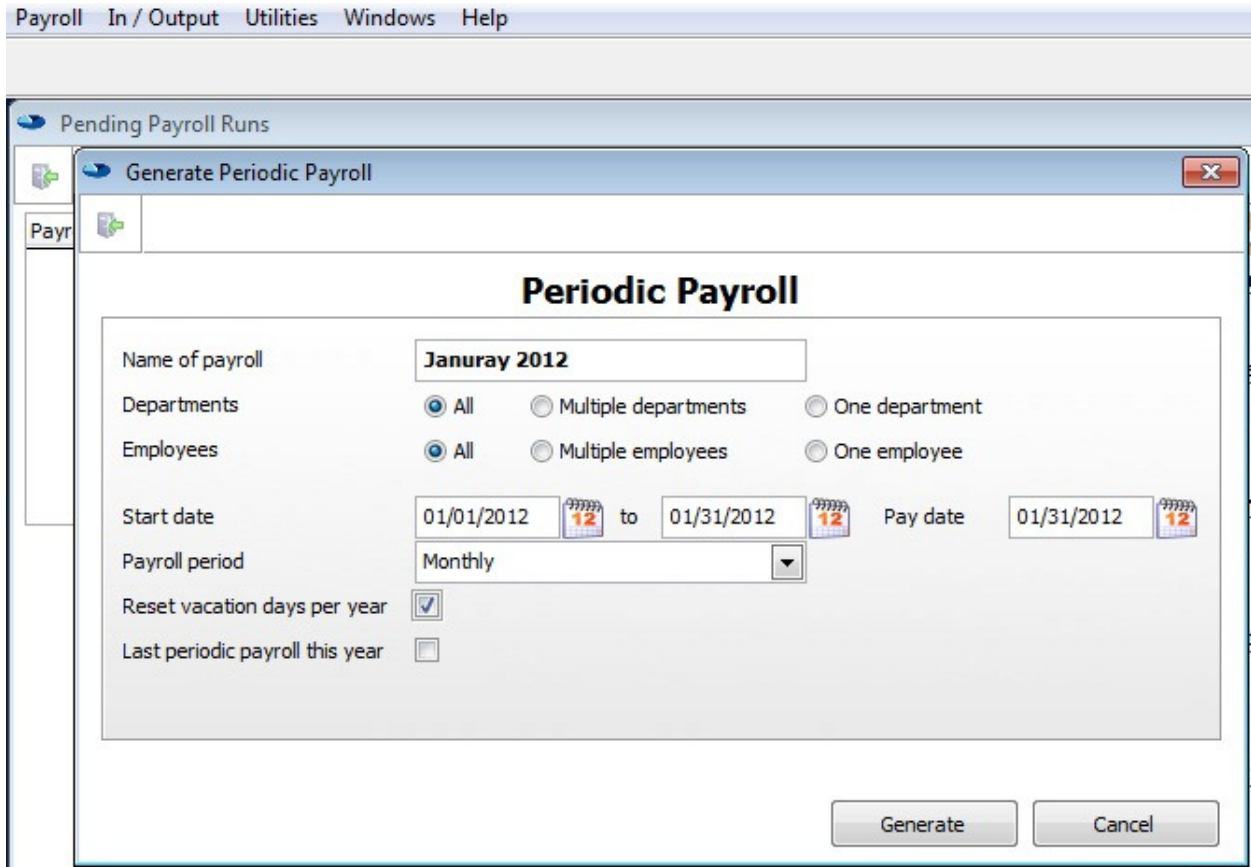 Payroll In / Output Utilities Windows Help
Pending Payroll Runs
Generate Periodic Payroll
Payr
Periodic Payroll
Name of payroll Januray 2012
Departments All Multiple departments One department
Employees All Multiple employees One employee
Start date 01/01/2012 12 to 01/31/2012 12 Pay date 01/31/2012 12
Payroll period Monthly
Reset vacation days per year
Last periodic payroll this year
Generate Cancel